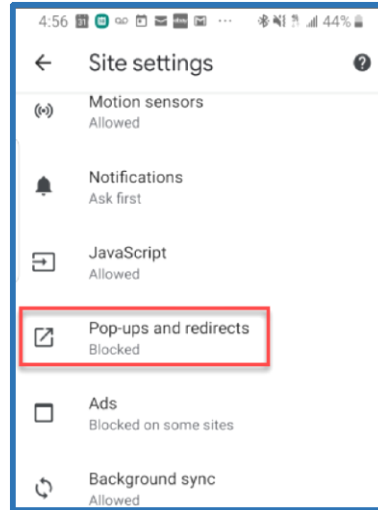 4:56 44%
Site settings
Motion sensors
Allowed
Notifications
Ask first
JavaScript
Allowed
Pop-ups and redirects
Blocked
Ads
Blocked on some sites
Background sync
Allowed